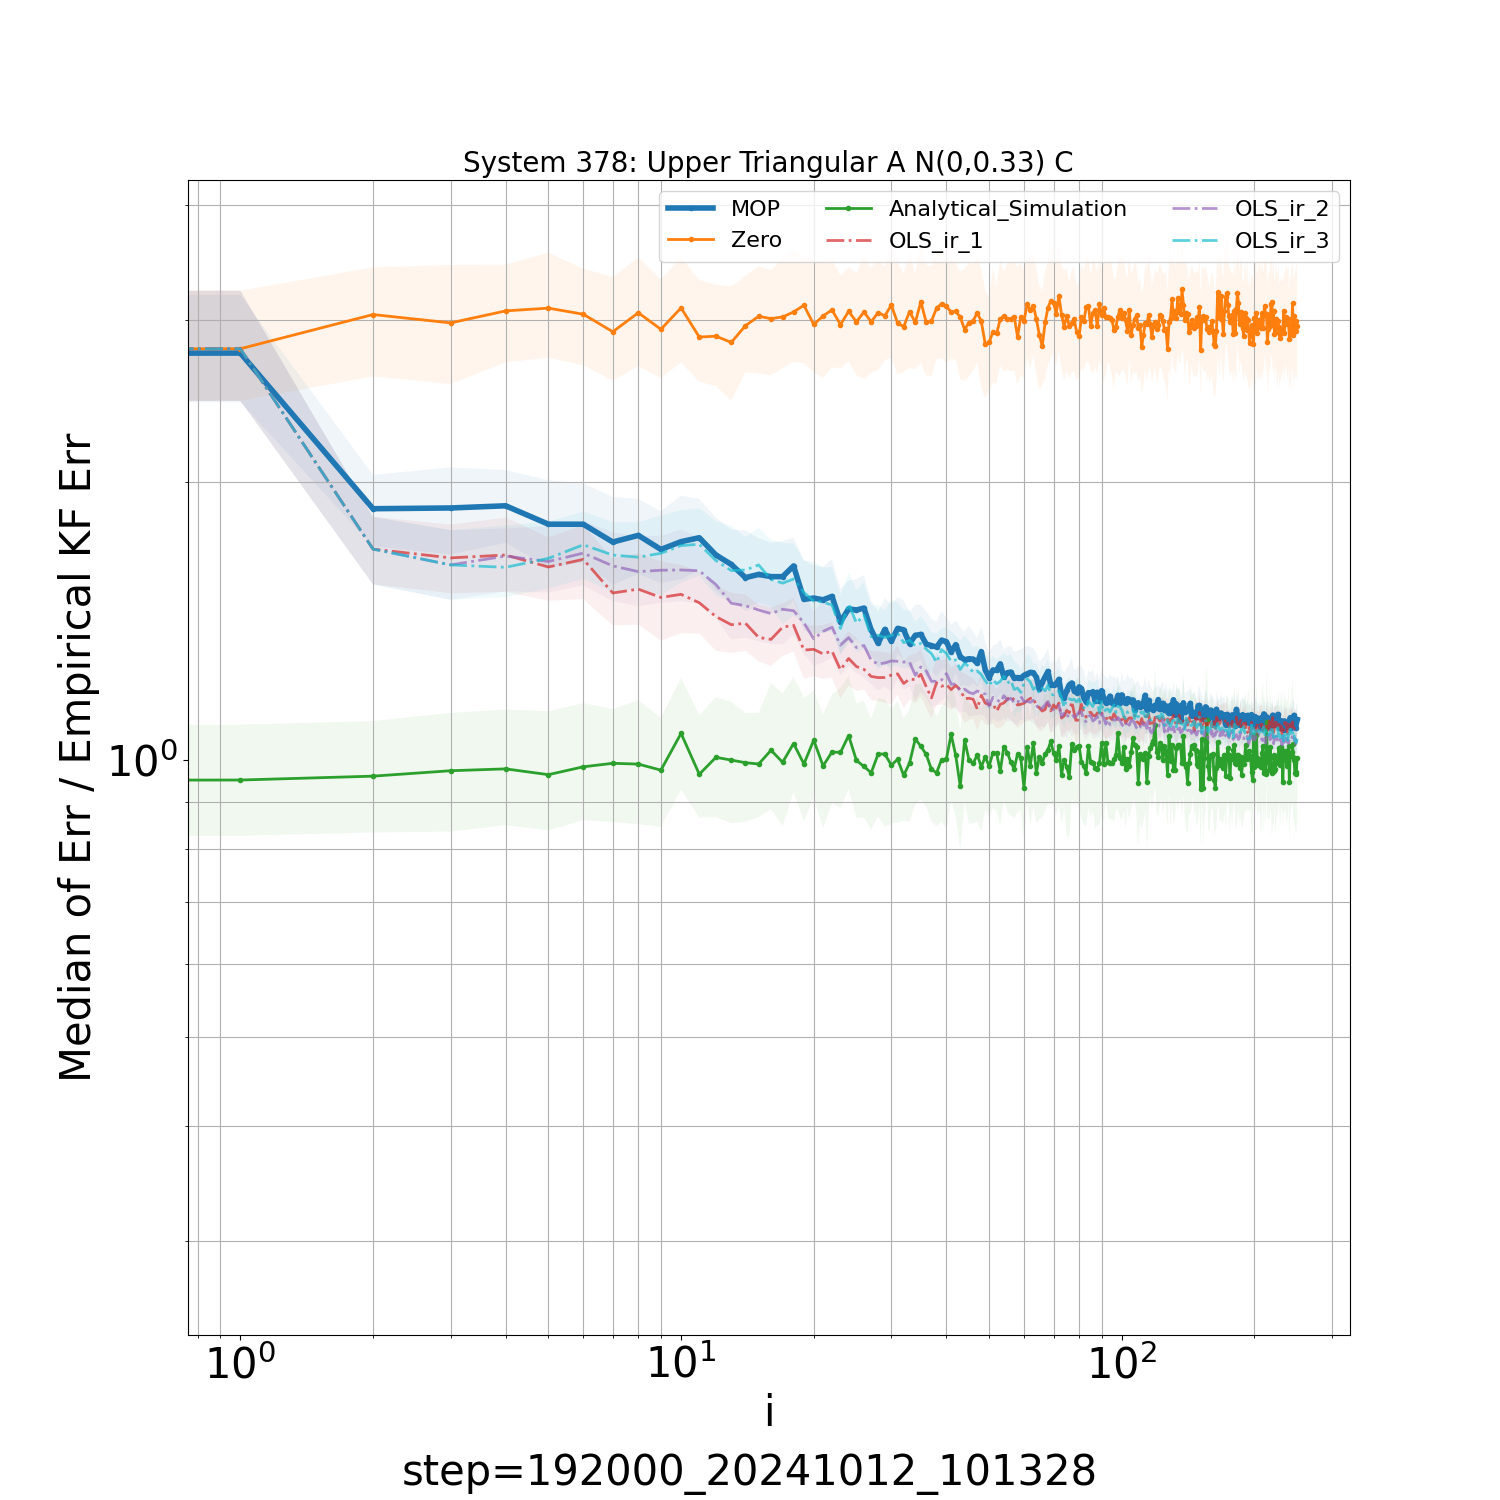 System 378: Upper Triangular A N(0,0.33) C
MOP
Zero
Analytical_Simulation
OLS_ir_1
OLS_ir_2
OLS_ir_3
Median of Err / Empirical KF Err
10⁰
10⁰ 10¹ 10²
i
step=192000_20241012_101328